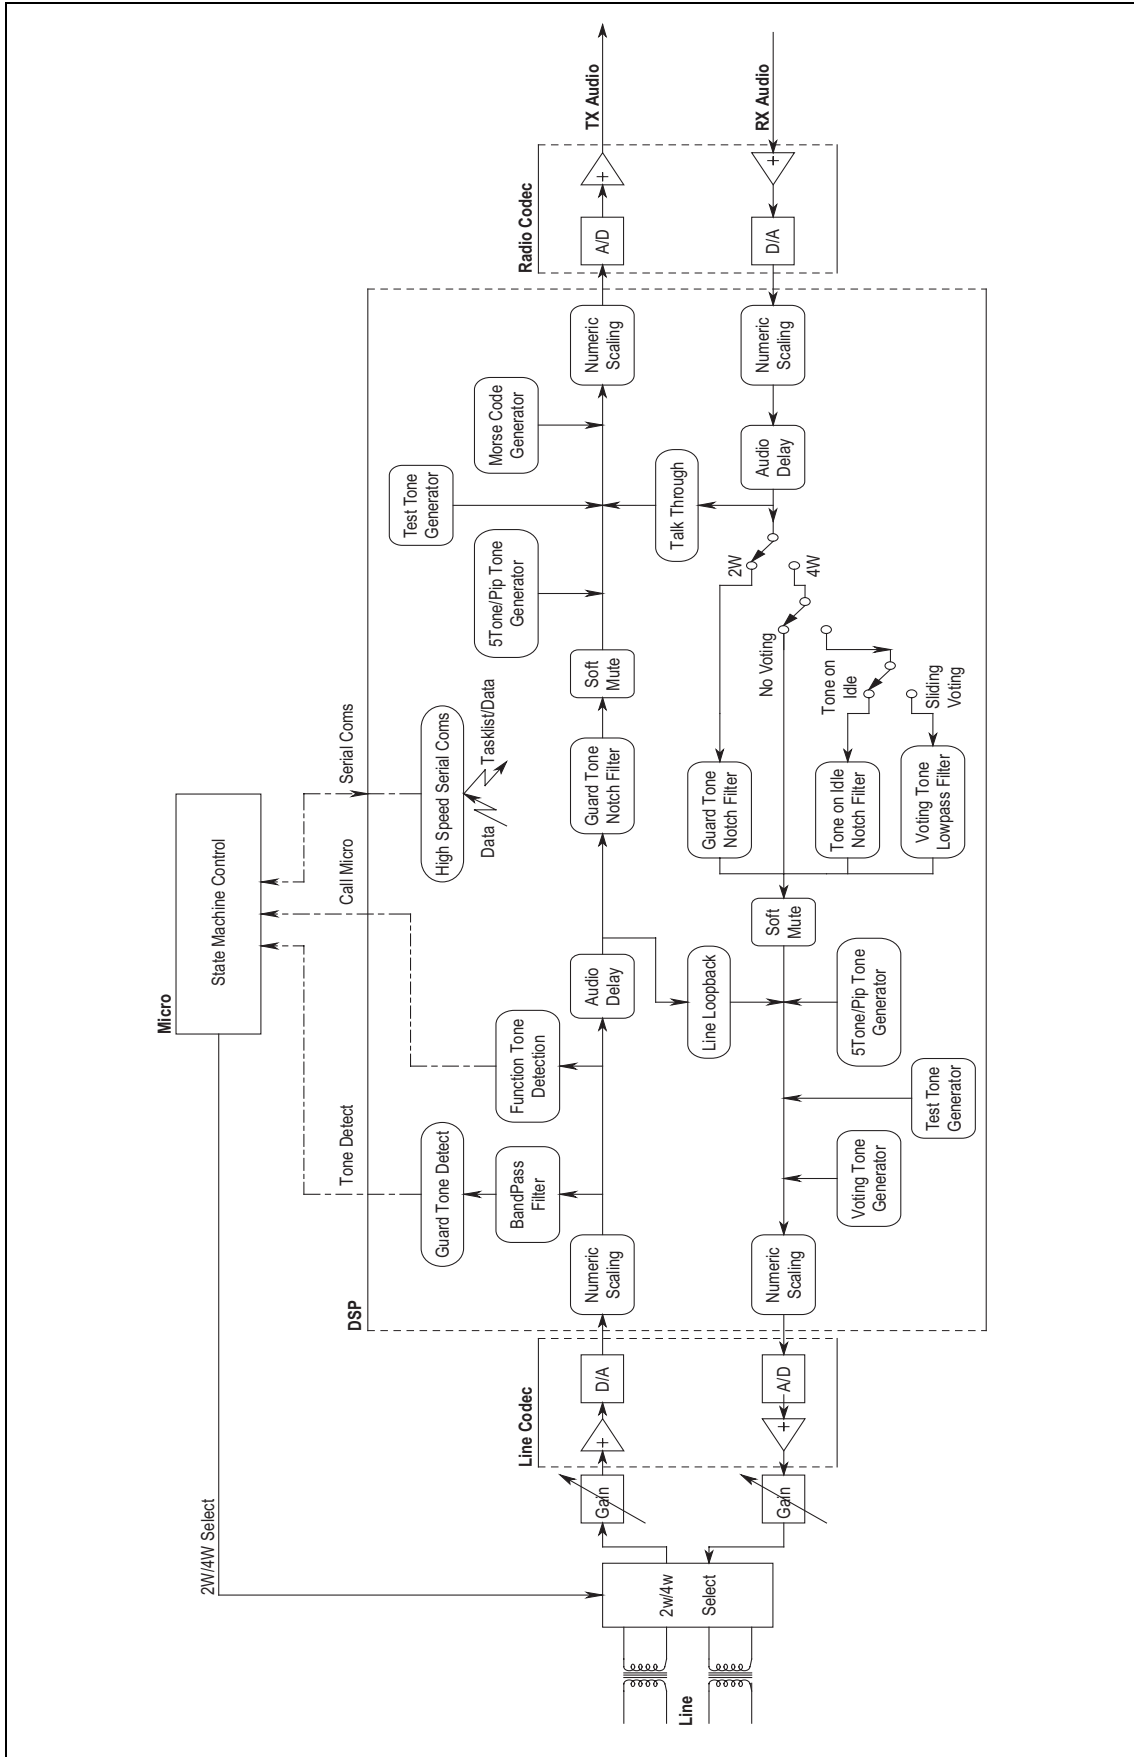 Micro
State Machine Control
2W/4W Select
Tone Detect
Call Micro
Serial Coms
DSP
Guard Tone Detect
BandPass
Filter
Function Tone
Detection
High Speed Serial Coms
Data
Tasklist/Data
5Tone/Pip Tone
Generator
Test Tone
Generator
Morse Code
Generator
Line Codec
Radio Codec
Gain
+
D/A
Numeric
Scaling
Audio
Delay
Guard Tone
Notch Filter
Soft
Mute
Numeric
Scaling
A/D
+
TX Audio
Line
2w/4w
Select
Line Loopback
Talk Through
Gain
+
A/D
Numeric
Scaling
Voting Tone
Generator
Test Tone
Generator
5Tone/Pip Tone
Generator
Soft
Mute
Guard Tone
Notch Filter
Tone on Idle
Notch Filter
Voting Tone
Lowpass Filter
No Voting
Tone on
Idle
Sliding
Voting
2W
4W
Audio
Delay
Numeric
Scaling
D/A
+
RX Audio